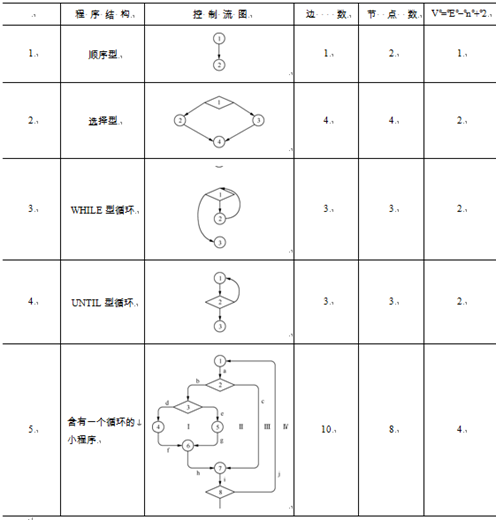 程序结构 控制流图 边 数 节点数 V=E-n+2
1. 顺序型 1 2 1. 2. 1.
2. 选择型 1 2 3 4 4. 4. 2.
3. WHILE 型循环 1 2 3 3. 3. 2.
4. UNTIL 型循环 1 2 3 3. 3. 2.
5. 含有一个循环的
小程序 10. 8. 4.
1
a
b 2 c
d 3 e
4 I 5 II III IV
f 6 g
h 7 j
i
8